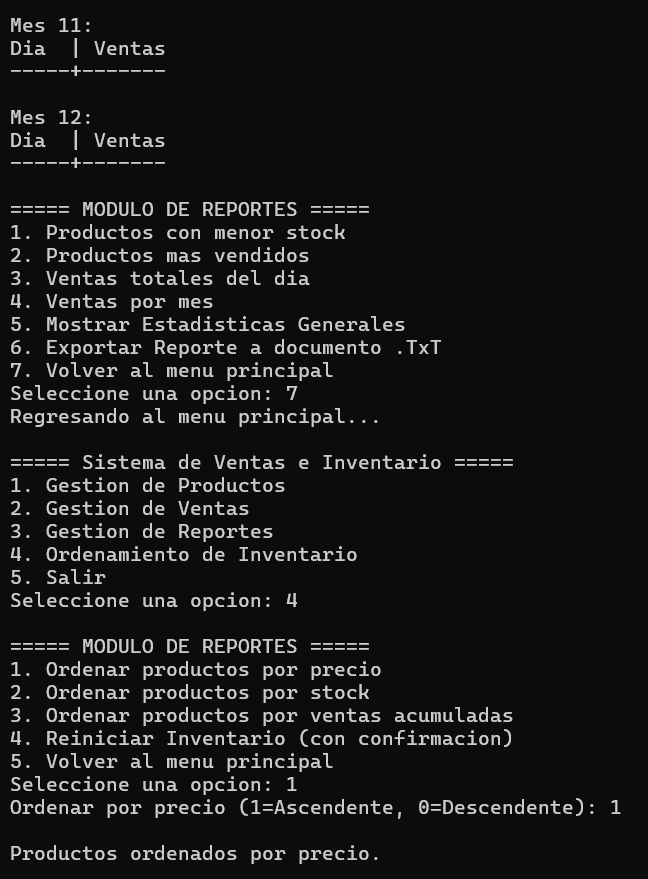 Mes 11:
Dia  | Ventas
-----+-------
Mes 12:
Dia  | Ventas
-----+-------
===== MODULO DE REPORTES =====
1. Productos con menor stock
2. Productos mas vendidos
3. Ventas totales del dia
4. Ventas por mes
5. Mostrar Estadisticas Generales
6. Exportar Reporte a documento .TxT
7. Volver al menu principal
Seleccione una opcion: 7
Regresando al menu principal...
===== Sistema de Ventas e Inventario =====
1. Gestion de Productos
2. Gestion de Ventas
3. Gestion de Reportes
4. Ordenamiento de Inventario
5. Salir
Seleccione una opcion: 4
===== MODULO DE REPORTES =====
1. Ordenar productos por precio
2. Ordenar productos por stock
3. Ordenar productos por ventas acumuladas
4. Reiniciar Inventario (con confirmacion)
5. Volver al menu principal
Seleccione una opcion: 1
Ordenar por precio (1=Ascendente, 0=Descendente): 1
Productos ordenados por precio.